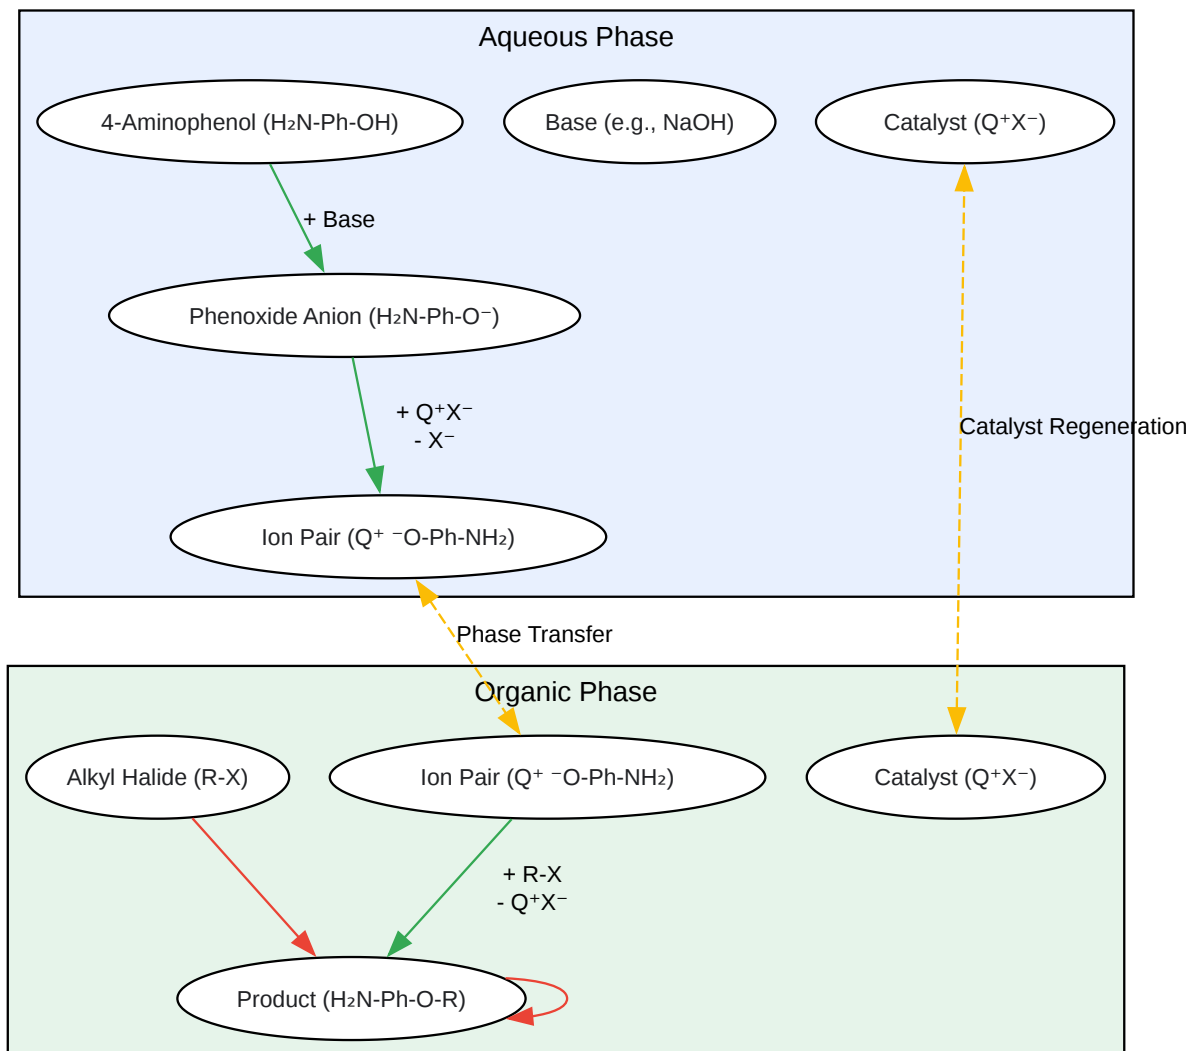 Aqueous Phase
4-Aminophenol (H₂N-Ph-OH)
Base (e.g., NaOH)
Catalyst (Q⁺X⁻)
+ Base
Phenoxide Anion (H₂N-Ph-O⁻)
+ Q⁺X⁻
- X⁻
Catalyst Regeneration
Ion Pair (Q⁺ ⁻O-Ph-NH₂)
Phase Transfer
Organic Phase
Alkyl Halide (R-X)
Ion Pair (Q⁺ ⁻O-Ph-NH₂)
Catalyst (Q⁺X⁻)
+ R-X
- Q⁺X⁻
Product (H₂N-Ph-O-R)